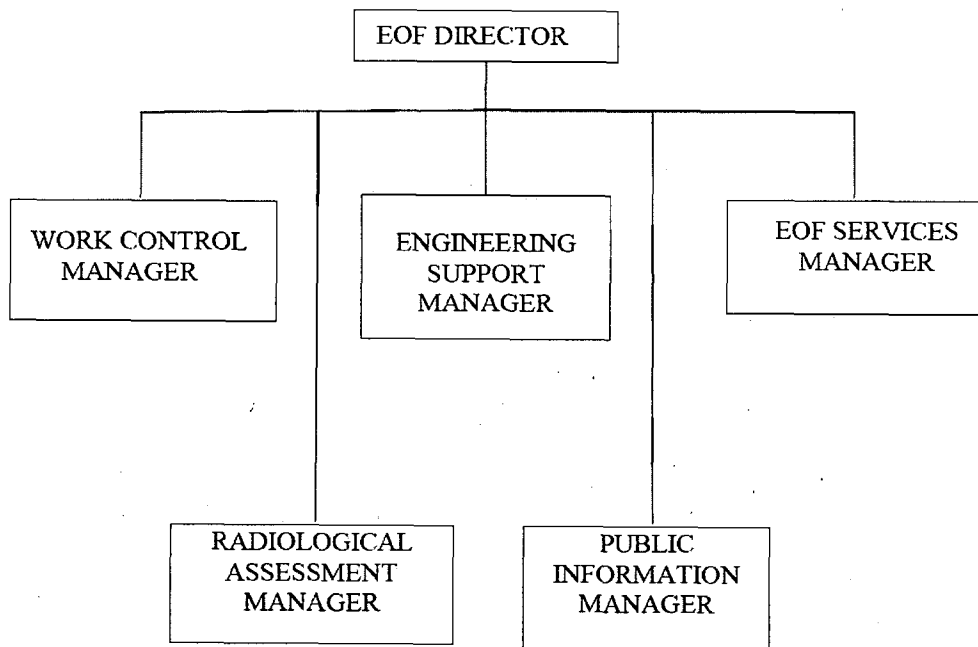 EOF DIRECTOR
WORK CONTROL
MANAGER
ENGINEERING
SUPPORT
MANAGER
EOF SERVICES
MANAGER
RADIOLOGICAL
ASSESSMENT
MANAGER
PUBLIC
INFORMATION
MANAGER